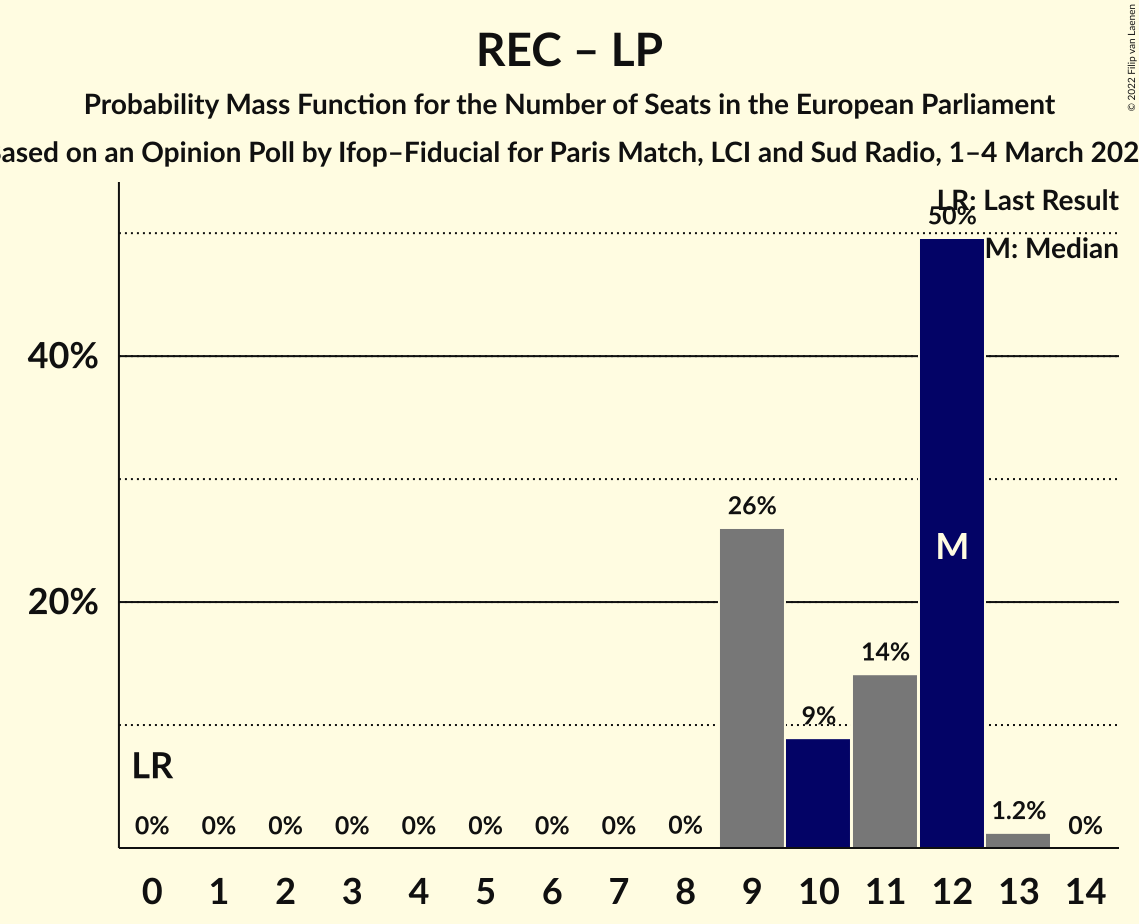 REC – LP
Probability Mass Function for the Number of Seats in the European Parliament
on an Opinion Poll by Ifop–Fiducial for Paris Match, LCI and Sud Radio, 1–4 March
© 2022 Filip van Laenen
LR: Last Result
M: Median
50%
40%
26%
M
20%
14%
9%
LR
0% 0% 0% 0% 0% 0% 0% 0% 0% 1.2% 0%
0 1 2 3 4 5 6 7 8 9 10 11 12 13 14